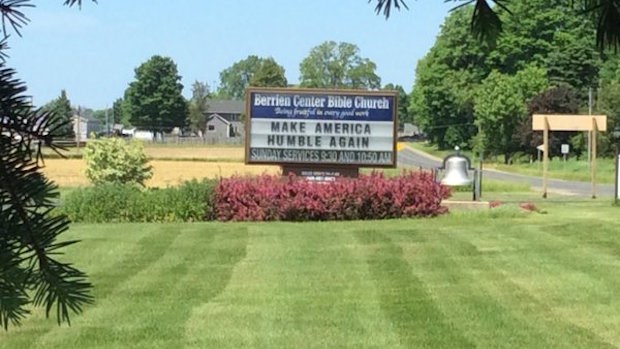 Berrien Center Bible Church
Being fruitful in every good work
MAKE AMERICA
HUMBLE AGAIN
SUNDAY SERVICES 9:30 AND 10:50 AM